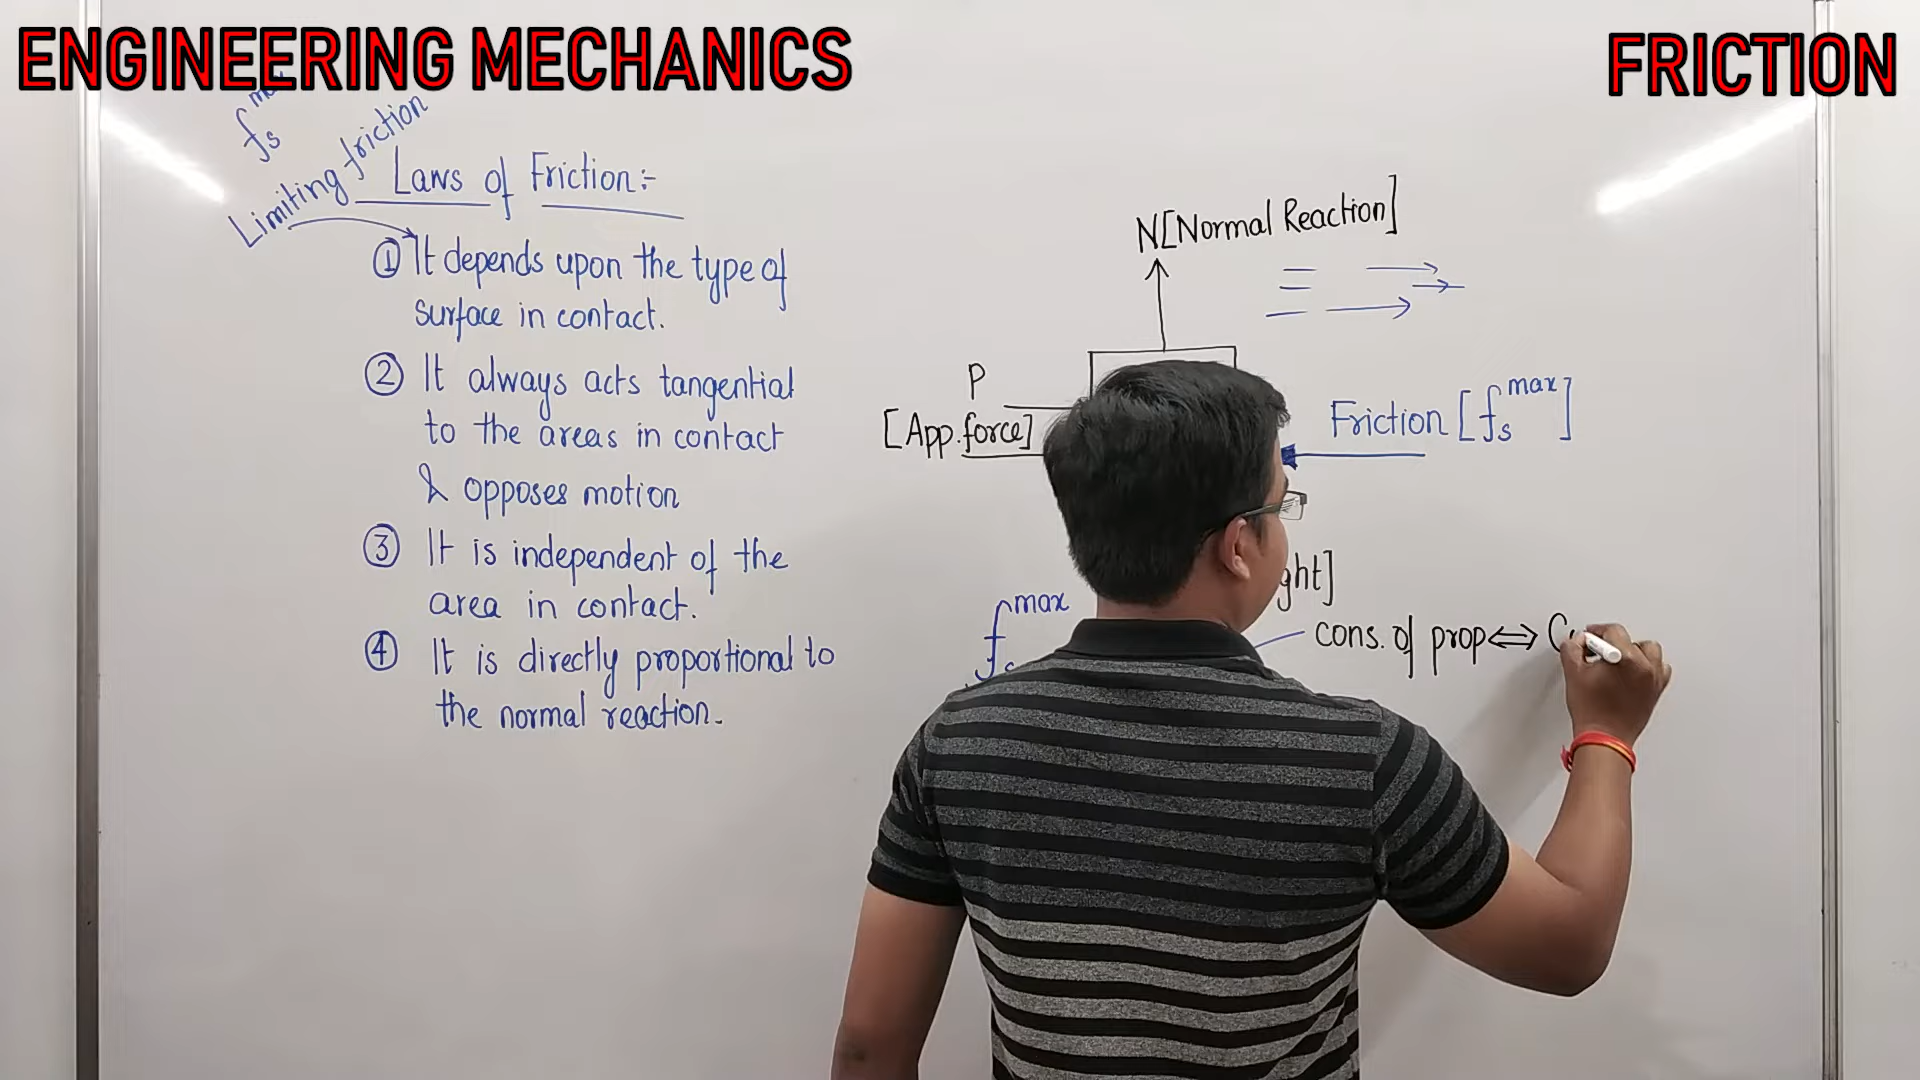 ENGINEERING MECHANICS
FRICTION
fs
Limiting friction
Laws of Friction:-
① It depends upon the type of
surface in contact.
② It always acts tangential
to the areas in contact
& opposes motion
③ It is independent of the
area in contact.
④ It is directly proportional to
the normal reaction.
N[Normal Reaction]
P
[App. force]
Friction [fs max]
f max
cons. of prop ⇔